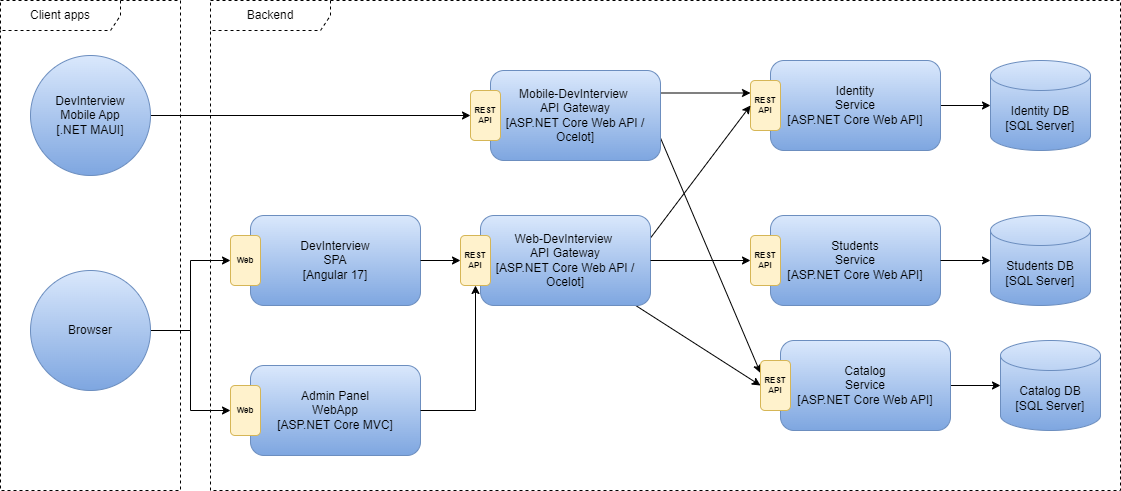 Client apps
Backend
DevInterview
Mobile App
[.NET MAUI]
REST
API
Mobile-DevInterview
API Gateway
[ASP.NET Core Web API /
Ocelot]
REST
API
Identity
Service
[ASP.NET Core Web API]
Identity DB
[SQL Server]
Browser
Web
DevInterview
SPA
[Angular 17]
REST
API
Web-DevInterview
API Gateway
[ASP.NET Core Web API /
Ocelot]
REST
API
Students
Service
[ASP.NET Core Web API]
Students DB
[SQL Server]
Web
Admin Panel
WebApp
[ASP.NET Core MVC]
REST
API
Catalog
Service
[ASP.NET Core Web API]
Catalog DB
[SQL Server]